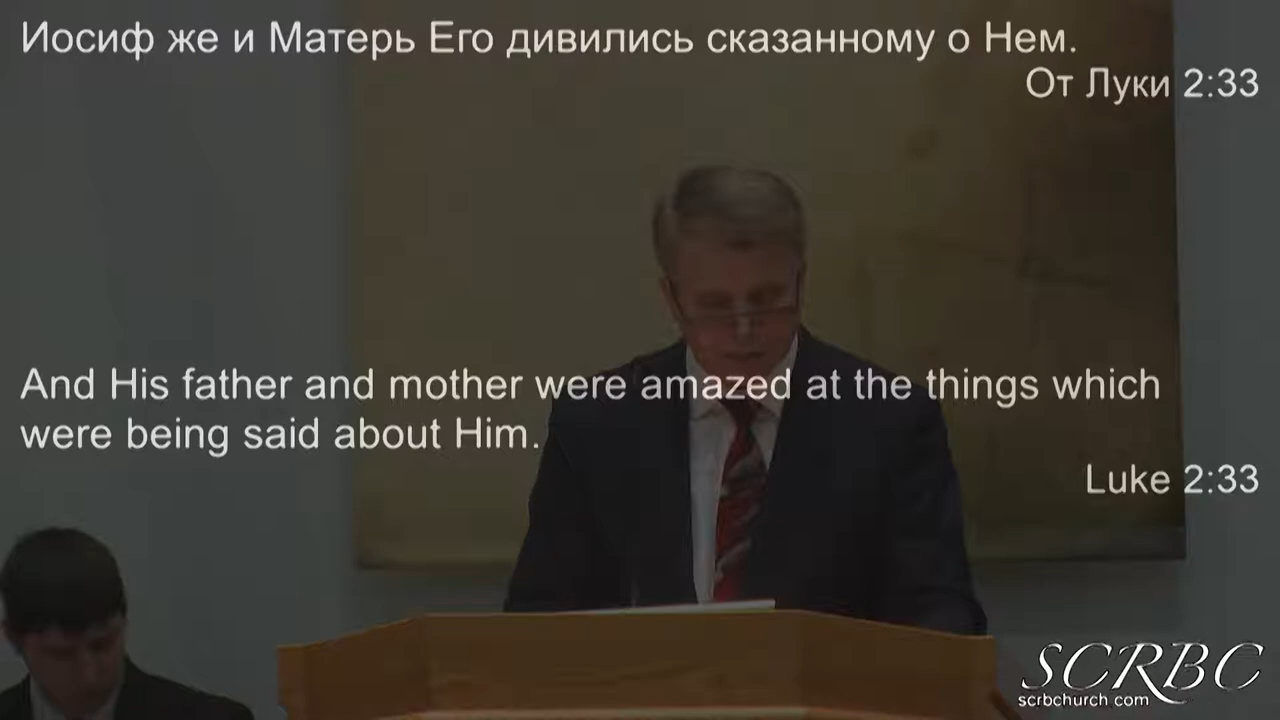 Иосиф же и Матерь Его дивились сказанному о Нем.
От Луки 2:33
And His father and mother were amazed at the things which
were being said about Him.
Luke 2:33
SCRBC
scrbchurch.com